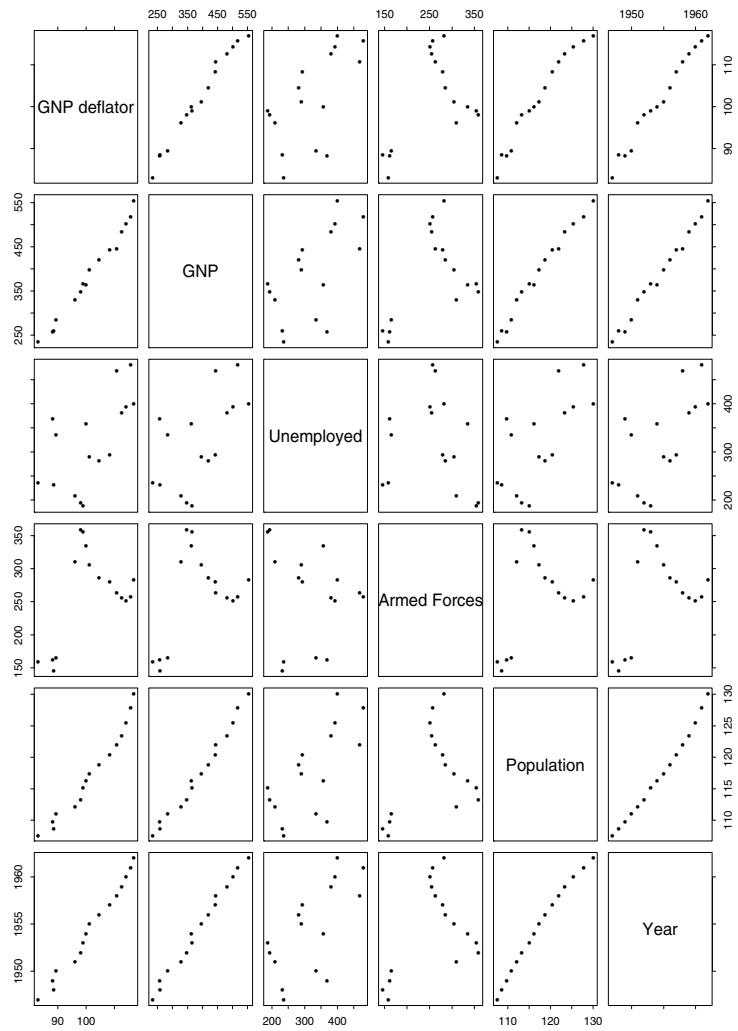 250 350 450 550
150 250 350
1950 1960
GNP deflator
90 100 110
250 350 450 550
GNP
Unemployed
200 300 400
150 200 250 300 350
Armed Forces
Population
110 115 120 125 130
1950 1955 1960
Year
90 100
200 300 400
110 120 130